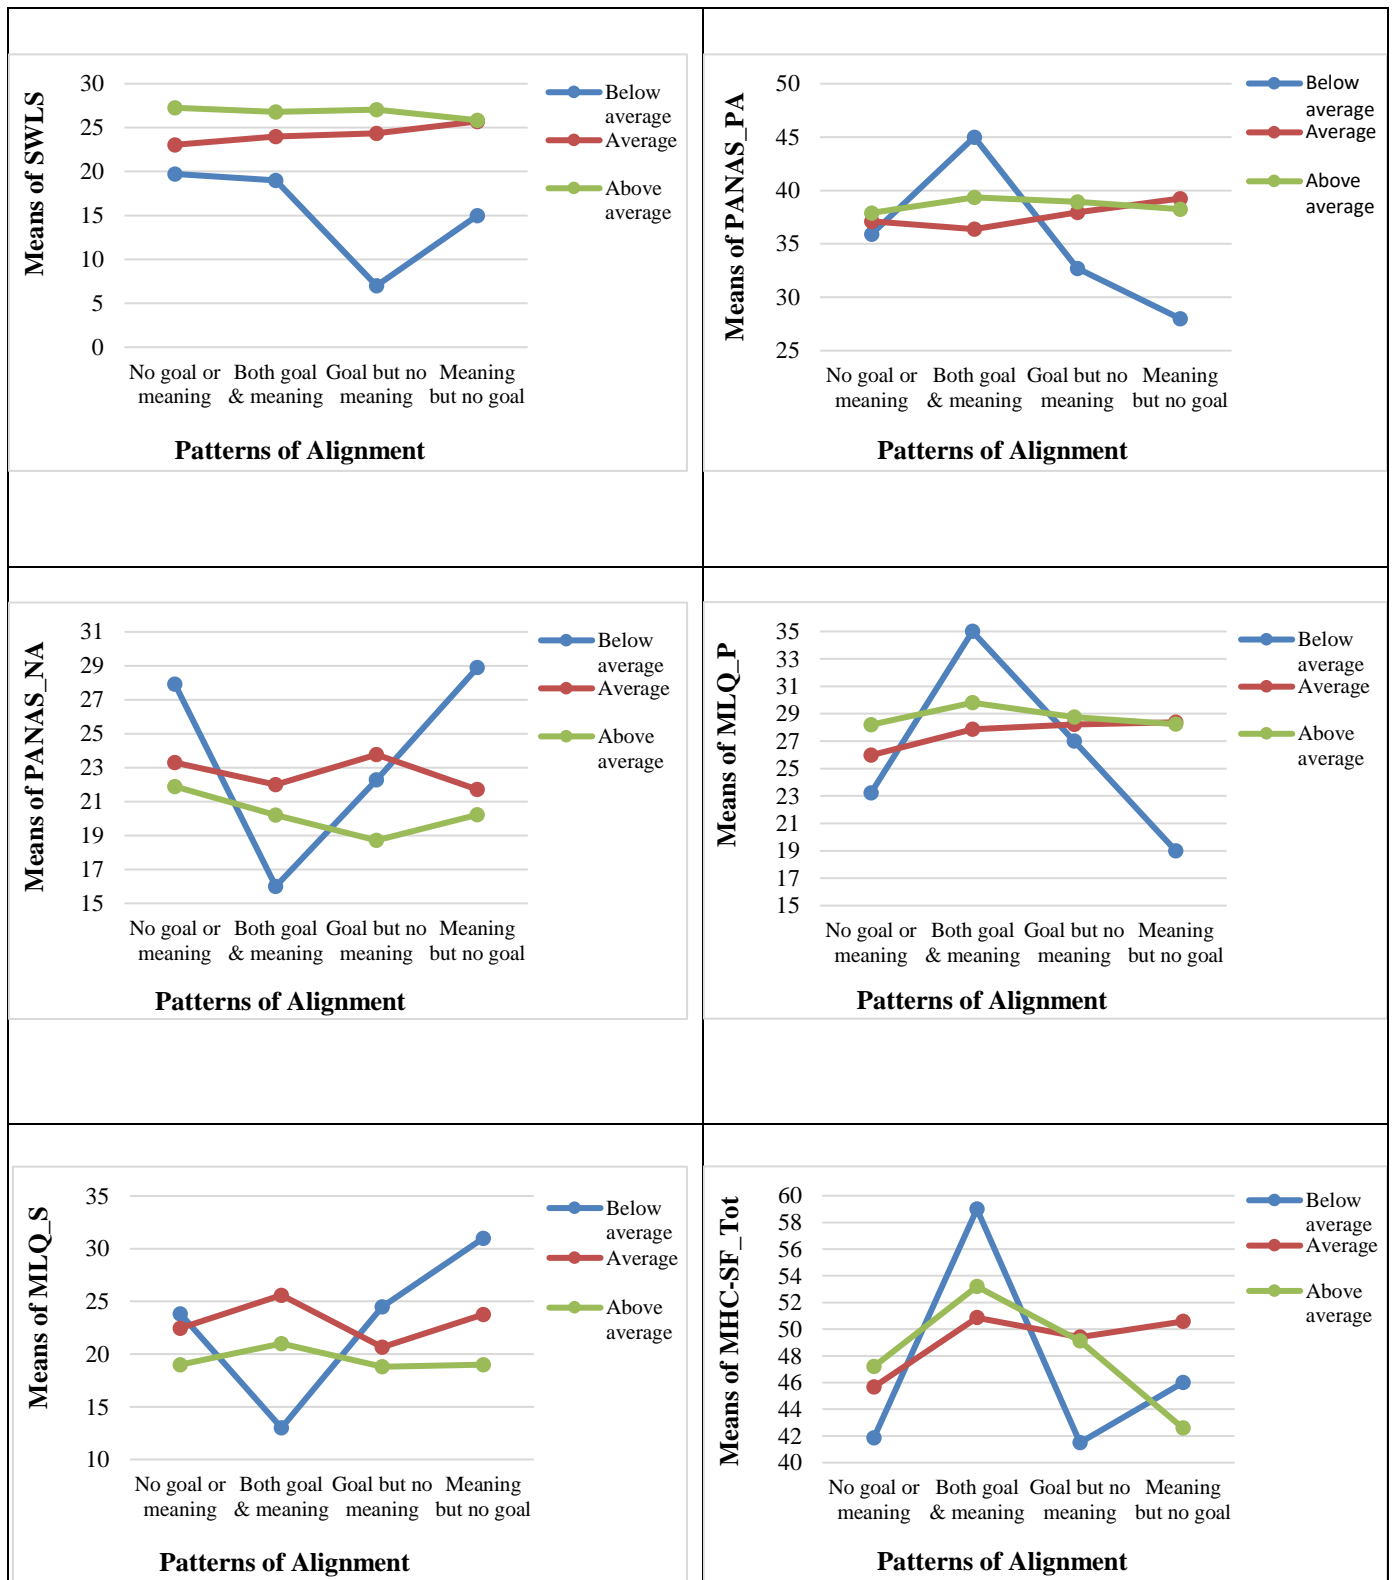 Means of SWLS
30
25
20
15
10
5
0
No goal or meaning
Both goal & meaning
Goal but no meaning
Meaning but no goal
Patterns of Alignment
Below average
Average
Above average
Means of PANAS_PA
50
45
40
35
30
25
No goal or meaning
Both goal & meaning
Goal but no meaning
Meaning but no goal
Patterns of Alignment
Below average
Average
Above average
Means of PANAS_NA
31
29
27
25
23
21
19
17
15
No goal or meaning
Both goal & meaning
Goal but no meaning
Meaning but no goal
Patterns of Alignment
Below average
Average
Above average
Means of MLQ_P
35
33
31
29
27
25
23
21
19
17
15
No goal or meaning
Both goal & meaning
Goal but no meaning
Meaning but no goal
Patterns of Alignment
Below average
Average
Above average
Means of MLQ_S
35
30
25
20
15
10
No goal or meaning
Both goal & meaning
Goal but no meaning
Meaning but no goal
Patterns of Alignment
Below average
Average
Above average
Means of MHC-SF_Tot
60
58
56
54
52
50
48
46
44
42
40
No goal or meaning
Both goal & meaning
Goal but no meaning
Meaning but no goal
Patterns of Alignment
Below average
Average
Above average